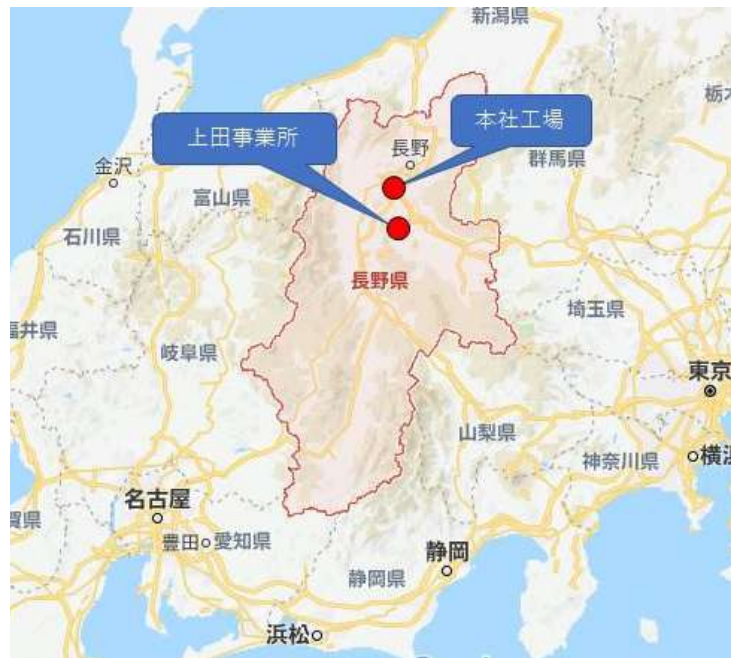 新潟県
栃木
本社工場
上田事業所
長野
群馬県
金沢
富山県
石川県
長野県
埼玉県
福井県
岐阜県
東京
山梨県
神奈川県
横浜
名古屋
賀県
豊田
愛知県
静岡
静岡県
浜松